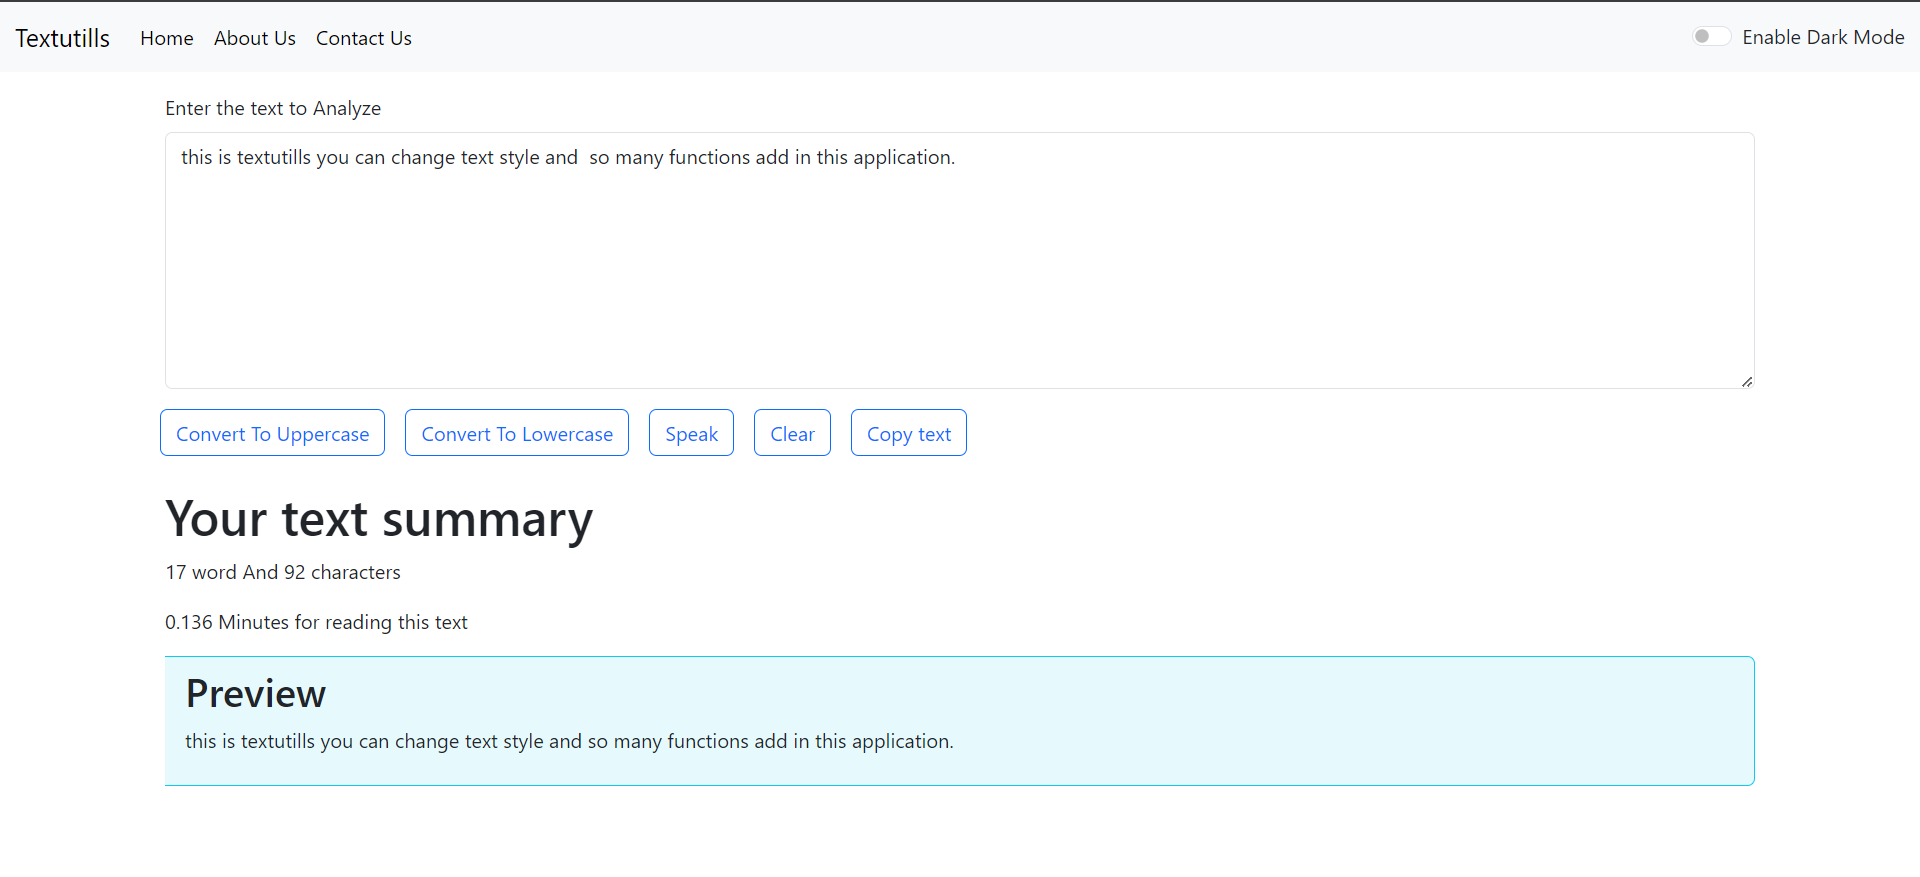 Textutills Home About Us Contact Us Enable Dark Mode
Enter the text to Analyze
this is textutills you can change text style and  so many functions add in this application.
Convert To Uppercase Convert To Lowercase Speak Clear Copy text
Your text summary
17 word And 92 characters
0.136 Minutes for reading this text
Preview
this is textutills you can change text style and so many functions add in this application.